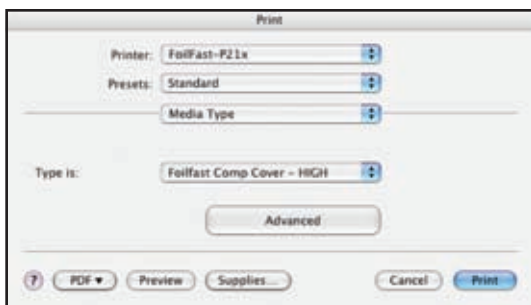 Print
Printer: FoilFast-P21x
Presets: Standard
Media Type
Type is: Foilfast Comp Cover - HIGH
Advanced
? PDF ▼ Preview Supplies... Cancel Print